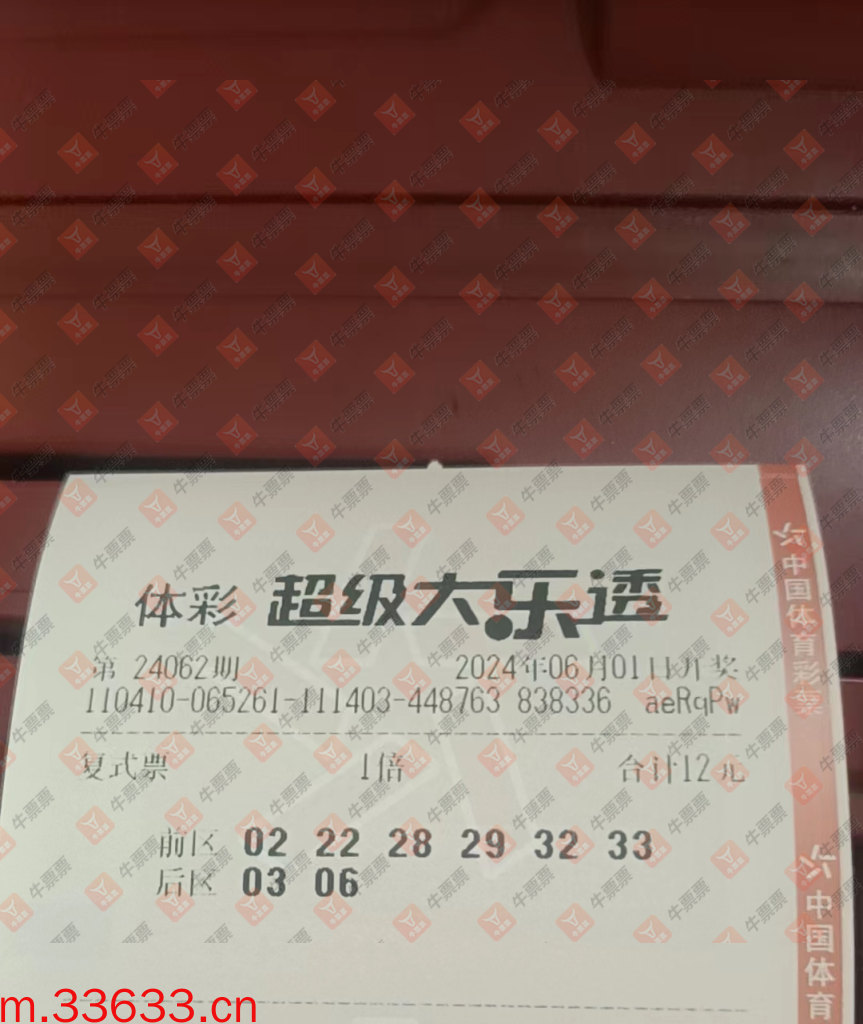 体彩 超级大乐透
第 24062期 2024年06月01日开奖
110410-065261-111403-448763 838336 aeRqPw
复式票 1倍 合计12元
前区 02 22 28 29 32 33
后区 03 06
中国体育彩票
中国体育
牛票票
m.33633.cn